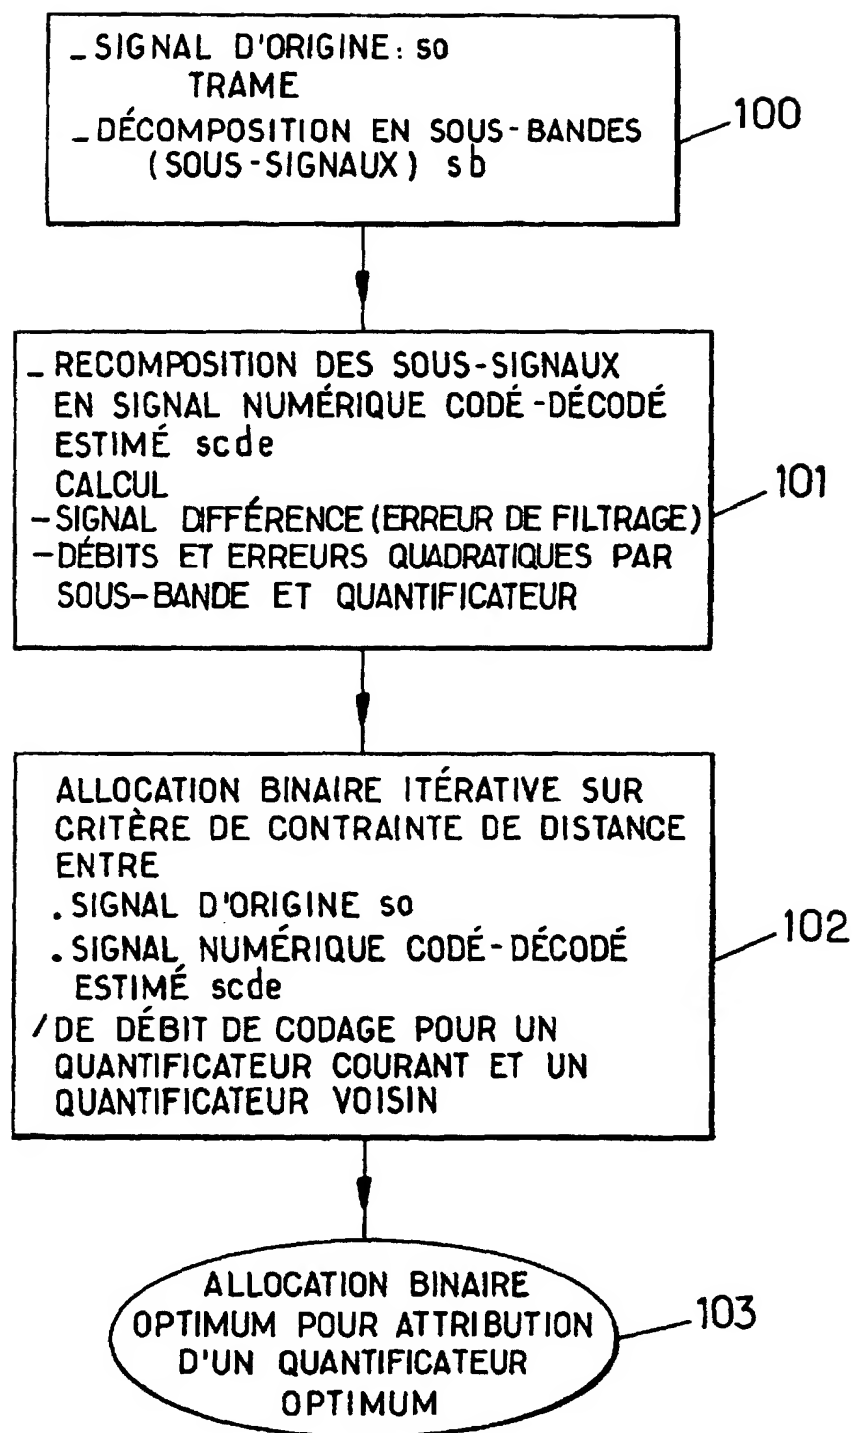 _ SIGNAL D'ORIGINE: so
TRAME
_ DÉCOMPOSITION EN SOUS-BANDES
(SOUS-SIGNAUX) sb
100
_ RECOMPOSITION DES SOUS-SIGNAUX
EN SIGNAL NUMÉRIQUE CODÉ-DÉCODÉ
ESTIMÉ scde
CALCUL
- SIGNAL DIFFÉRENCE (ERREUR DE FILTRAGE)
- DÉBITS ET ERREURS QUADRATIQUES PAR
SOUS-BANDE ET QUANTIFICATEUR
101
ALLOCATION BINAIRE ITÉRATIVE SUR
CRITÈRE DE CONTRAINTE DE DISTANCE
ENTRE
. SIGNAL D'ORIGINE so
. SIGNAL NUMÉRIQUE CODÉ-DÉCODÉ
ESTIMÉ scde
/ DE DÉBIT DE CODAGE POUR UN
QUANTIFICATEUR COURANT ET UN
QUANTIFICATEUR VOISIN
102
ALLOCATION BINAIRE
OPTIMUM POUR ATTRIBUTION
D'UN QUANTIFICATEUR
OPTIMUM
103